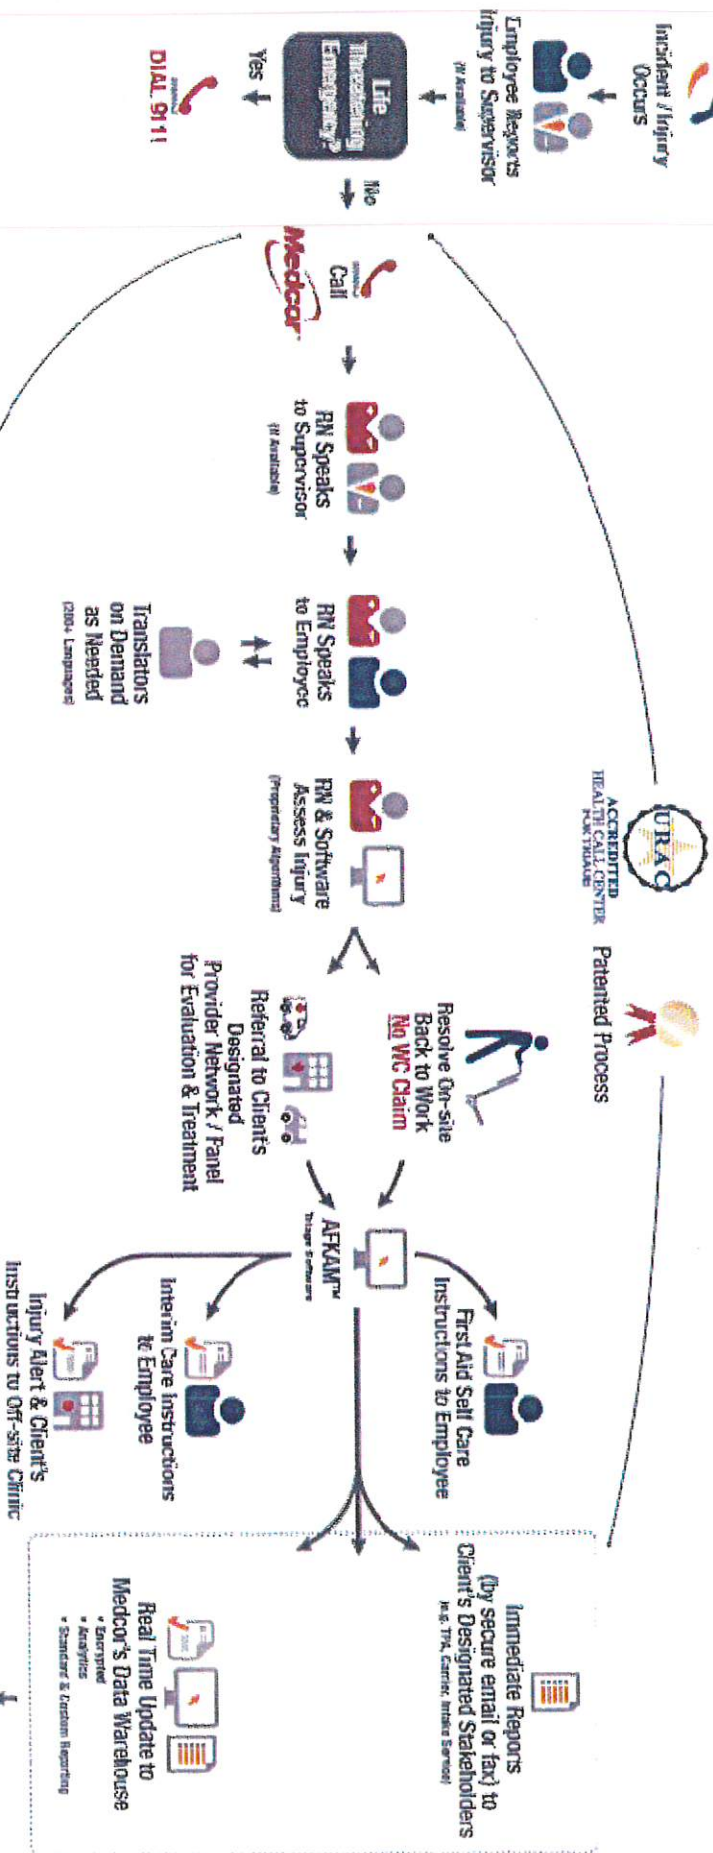 Incident / Injury
Occurs
Employee Reports
Injury to Supervisor
(If Available)
Life
Threatening
Emergency?
Yes
DIAL 911!
No
Call
Medcor
RN Speaks
to Supervisor
(If Available)
RN Speaks
to Employee
Translators
on Demand
as Needed
(200+ Languages)
RN & Software
Assess Injury
(Proprietary Algorithms)
URAC
ACCREDITED
HEALTH CALL CENTER
FOR TRIAGE
Patented Process
Resolve On-site
Back to Work
No WC Claim
Referral to Client's
Designated
Provider Network / Panel
for Evaluation & Treatment
AFKAM™
Triage Software
First Aid Self Care
Instructions to Employee
Interim Care Instructions
to Employee
Injury Alert & Client's
Instructions to Off-site Clinic
Immediate Reports
(by secure email or fax) to
Client's Designated Stakeholders
(e.g., TPA, Carrier, Intake Service)
Real Time Update to
Medcor's Data Warehouse
• Encrypted
• Analytics
• Standard & Custom Reporting